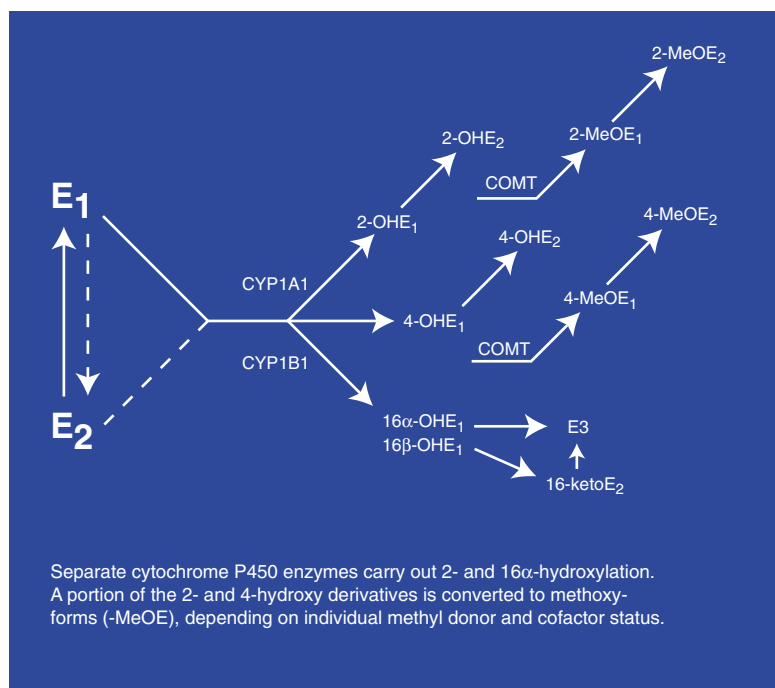 2-MeOE₂
2-OHE₂
2-MeOE₁
COMT
E₁
2-OHE₁
4-OHE₂
4-MeOE₂
CYP1A1
4-MeOE₁
4-OHE₁
COMT
CYP1B1
E₂
16α-OHE₁
E3
16β-OHE₁
16-ketoE₂
Separate cytochrome P450 enzymes carry out 2- and 16α-hydroxylation.
A portion of the 2- and 4-hydroxy derivatives is converted to methoxy-
forms (-MeOE), depending on individual methyl donor and cofactor status.